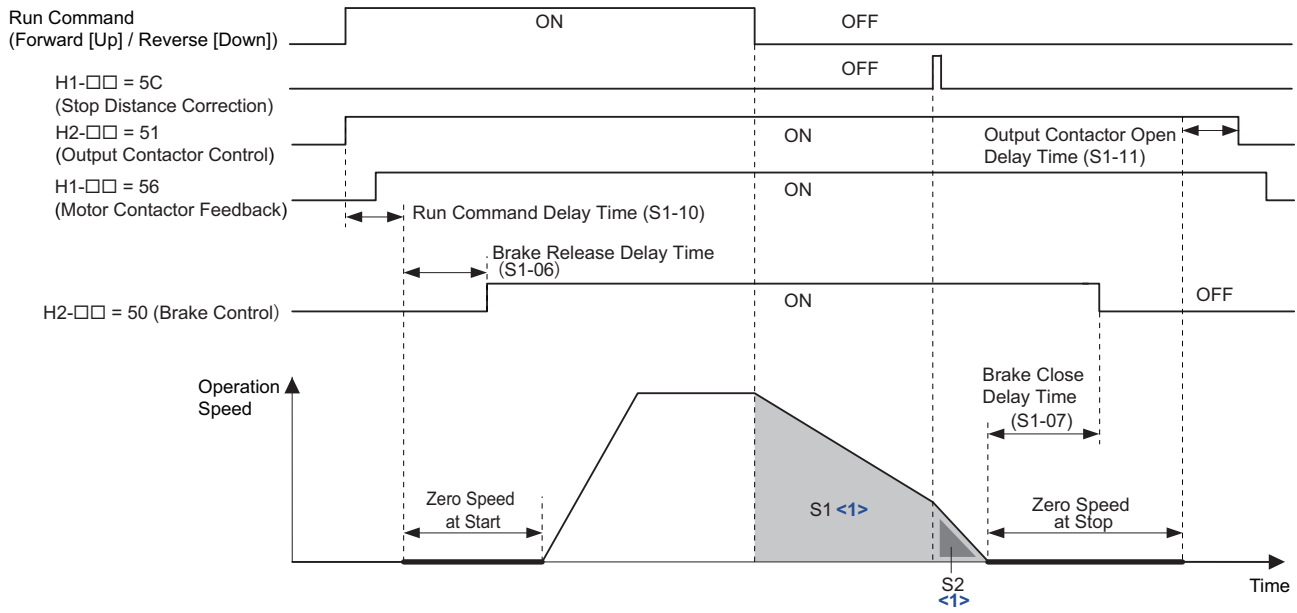 Run Command
(Forward [Up] / Reverse [Down])
ON
OFF
H1-□□ = 5C
(Stop Distance Correction)
OFF
H2-□□ = 51
(Output Contactor Control)
ON
Output Contactor Open
Delay Time (S1-11)
H1-□□ = 56
(Motor Contactor Feedback)
ON
Run Command Delay Time (S1-10)
Brake Release Delay Time
(S1-06)
H2-□□ = 50 (Brake Control)
ON
OFF
Operation
Speed
Brake Close
Delay Time
(S1-07)
Zero Speed
at Start
S1 <1>
Zero Speed
at Stop
S2
<1>
Time